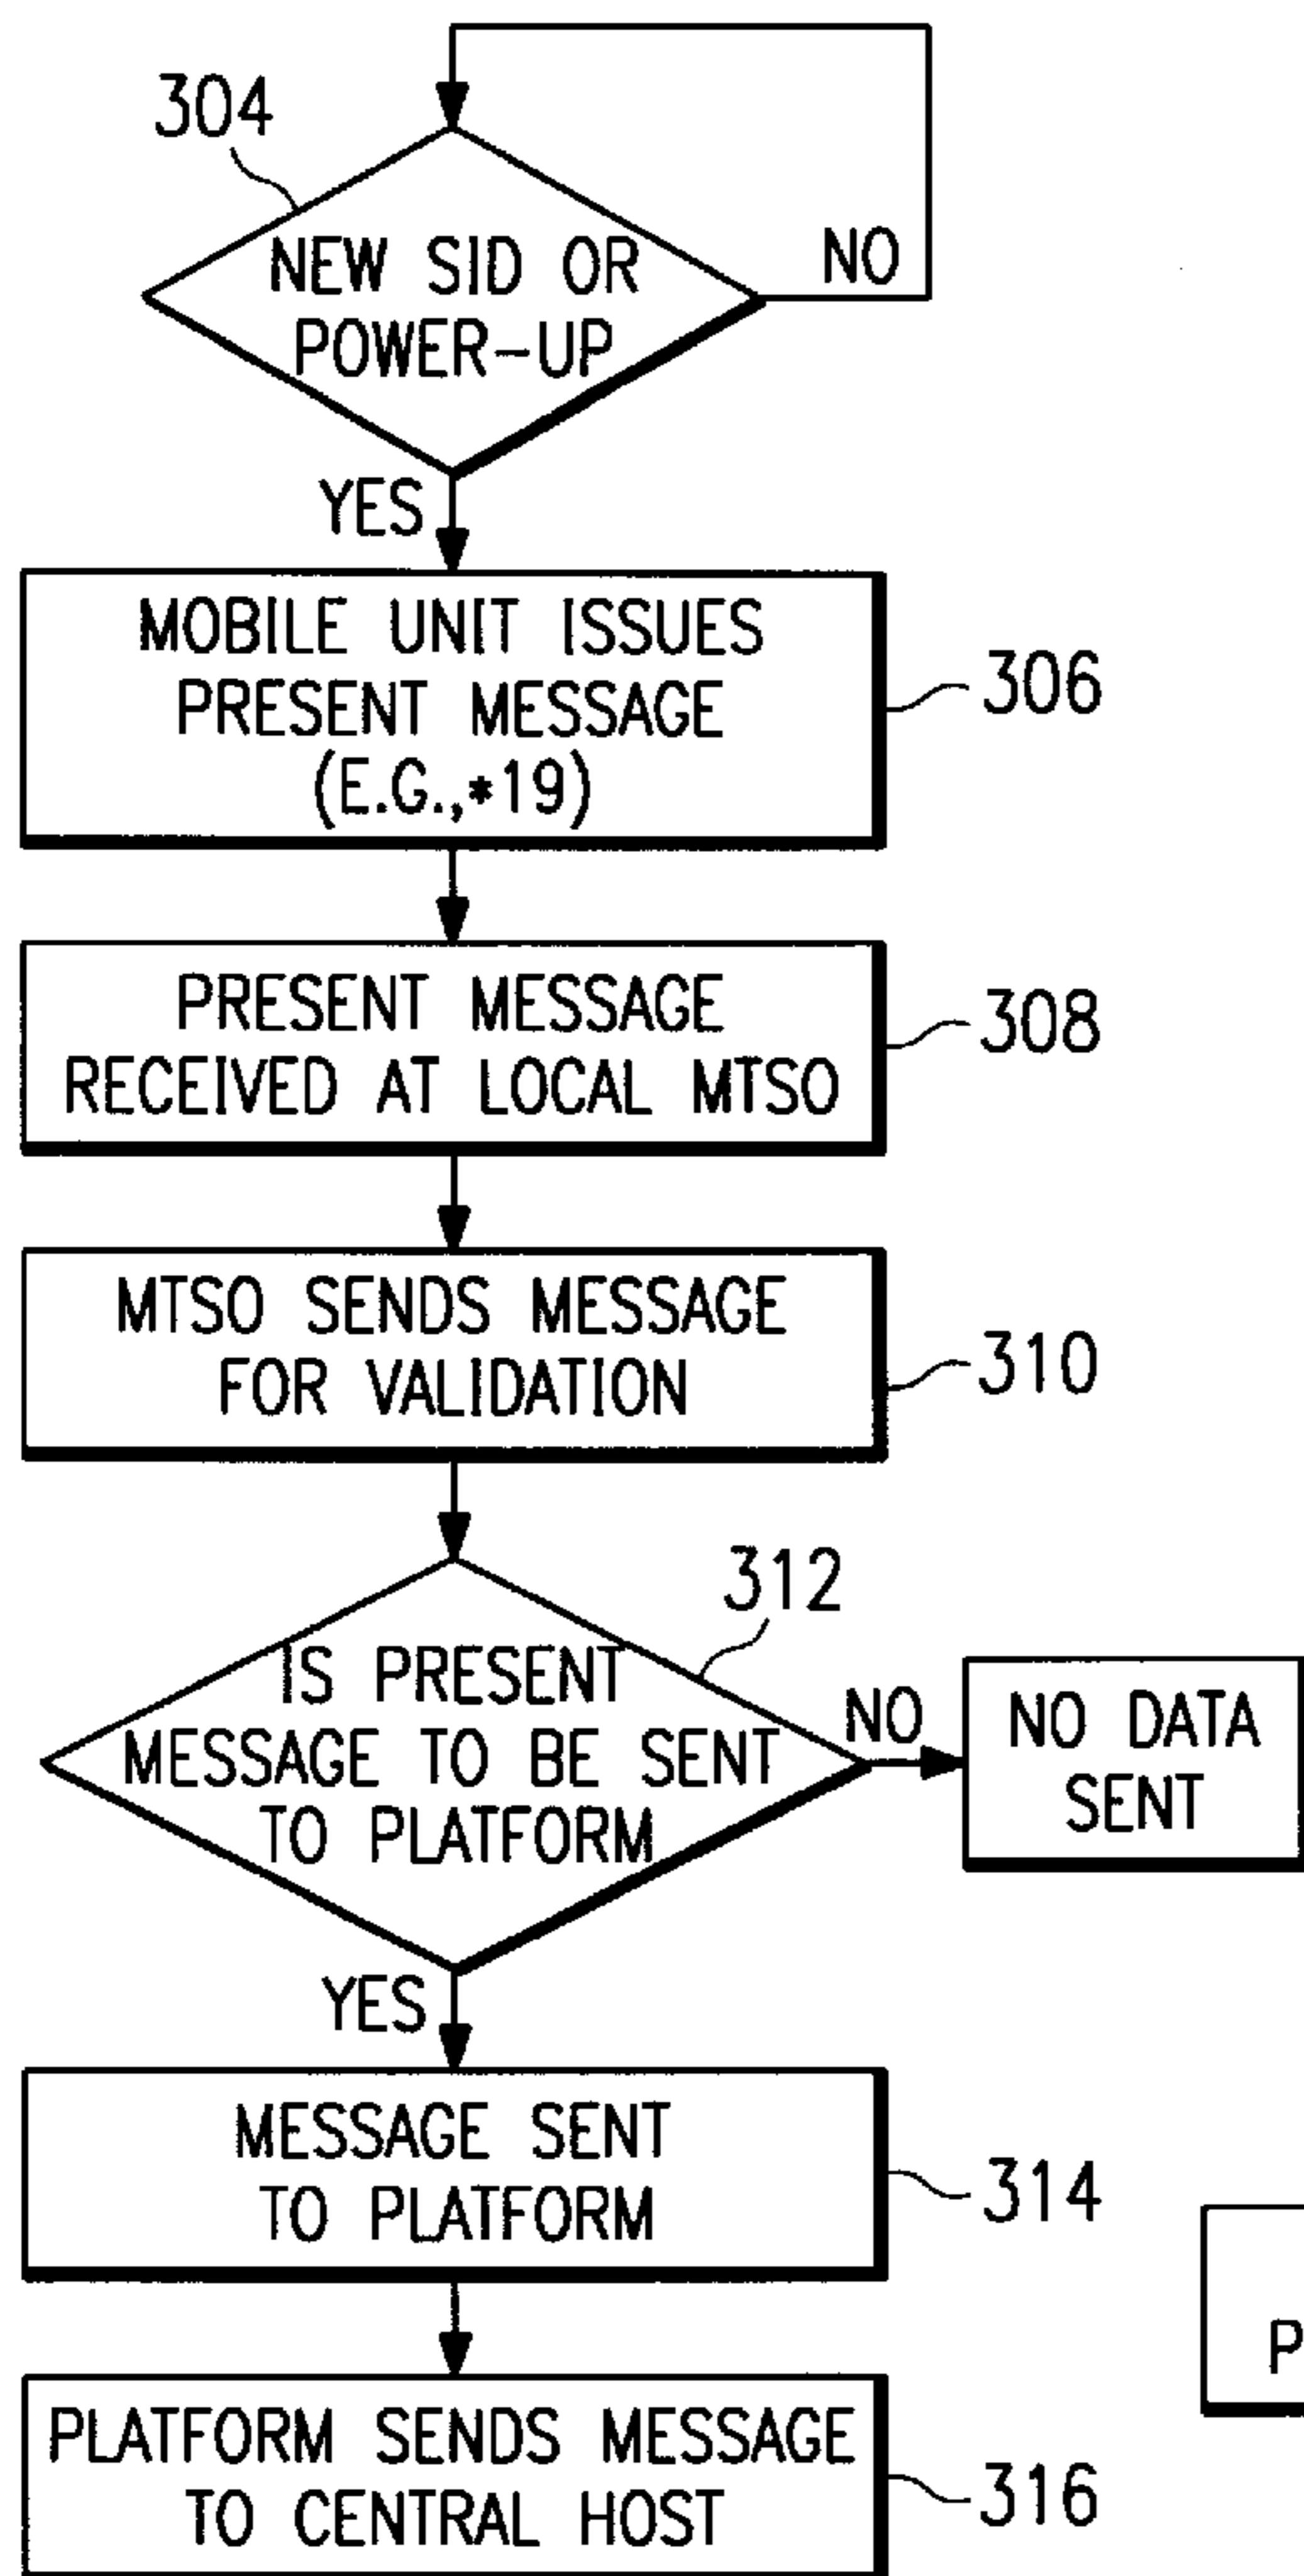 304
NEW SID OR
POWER-UP
NO
YES
MOBILE UNIT ISSUES
PRESENT MESSAGE
(E.G.,*19)
306
PRESENT MESSAGE
RECEIVED AT LOCAL MTSO
308
MTSO SENDS MESSAGE
FOR VALIDATION
310
312
IS PRESENT
MESSAGE TO BE SENT
TO PLATFORM
NO
NO DATA
SENT
YES
MESSAGE SENT
TO PLATFORM
314
P
PLATFORM SENDS MESSAGE
TO CENTRAL HOST
316